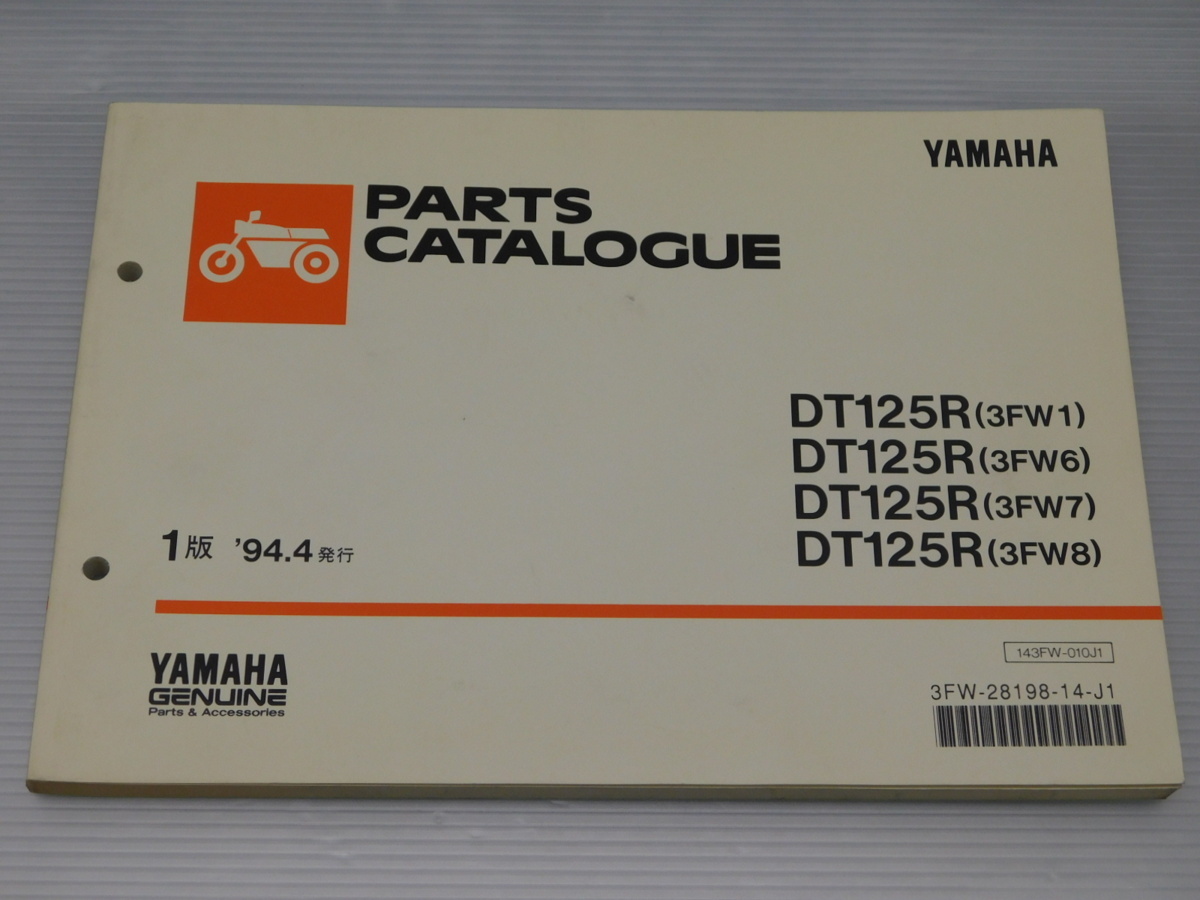 YAMAHA
PARTS
CATALOGUE
DT125R(3FW1)
DT125R(3FW6)
DT125R(3FW7)
DT125R(3FW8)
1版 ’94.4発行
YAMAHA
GENUINE
Parts & Accessories
143FW-010J1
3FW-28198-14-J1